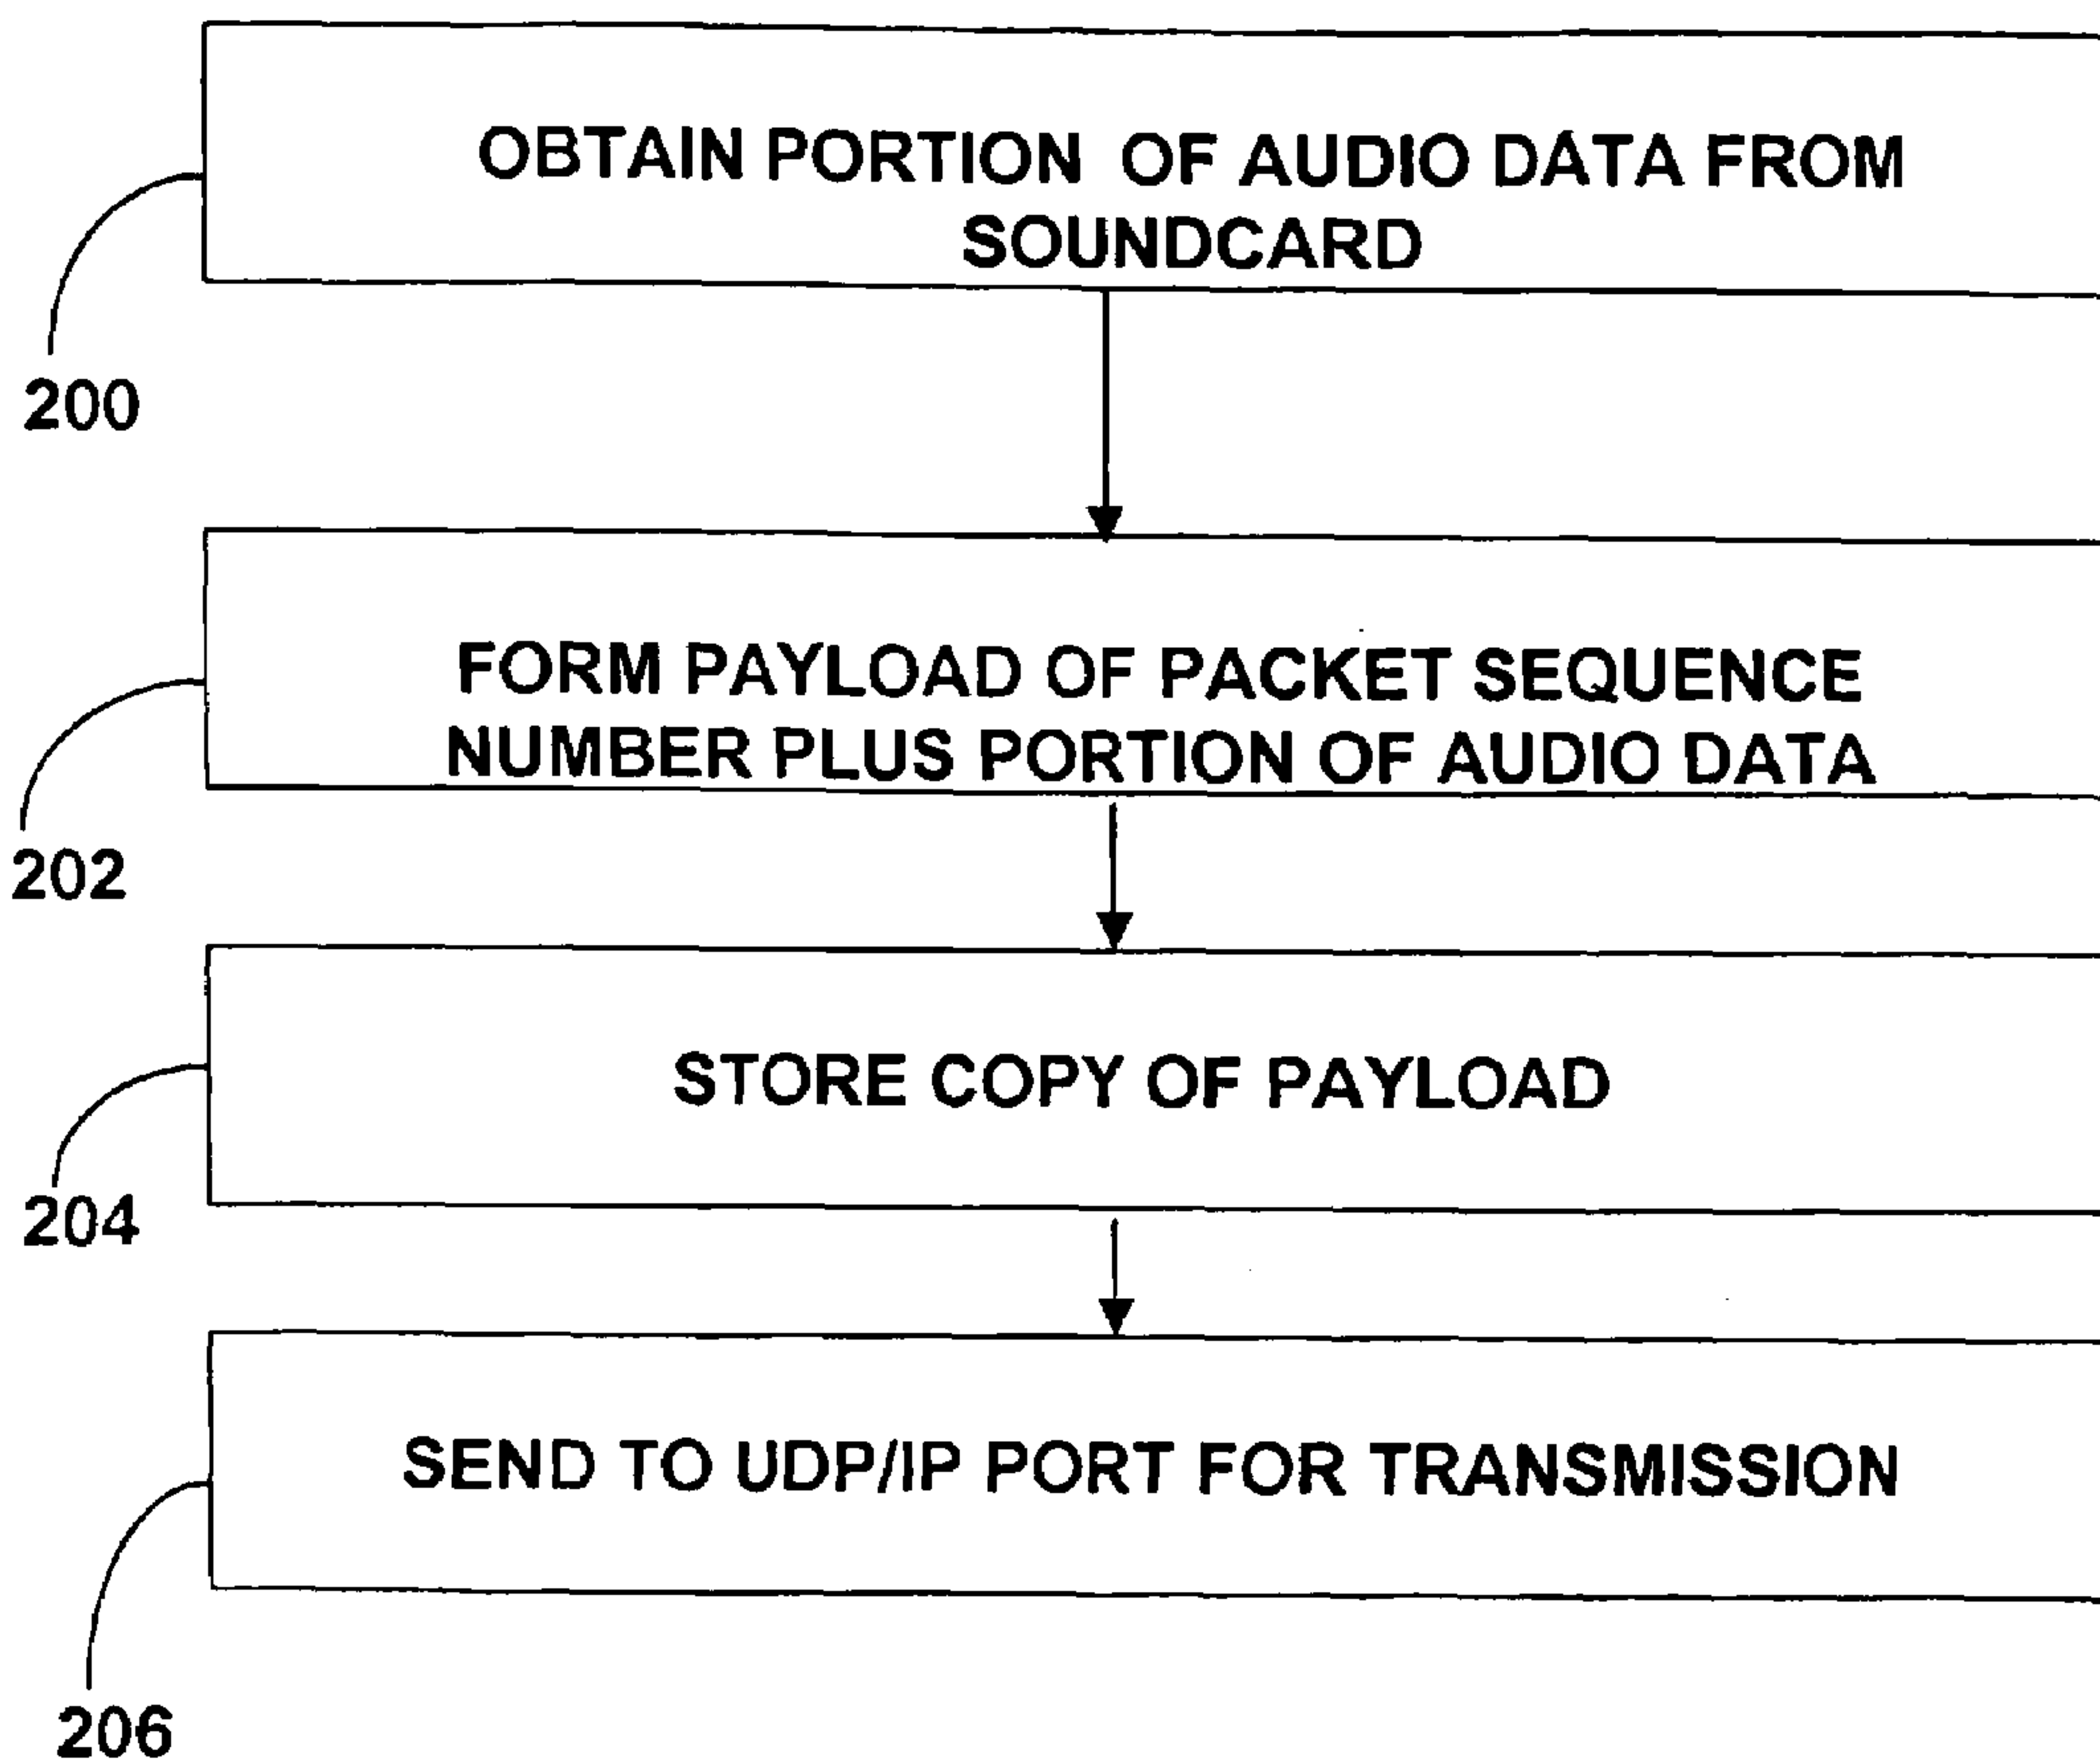 OBTAIN PORTION OF AUDIO DATA FROM
SOUNDCARD
200
FORM PAYLOAD OF PACKET SEQUENCE
NUMBER PLUS PORTION OF AUDIO DATA
202
STORE COPY OF PAYLOAD
204
SEND TO UDP/IP PORT FOR TRANSMISSION
206